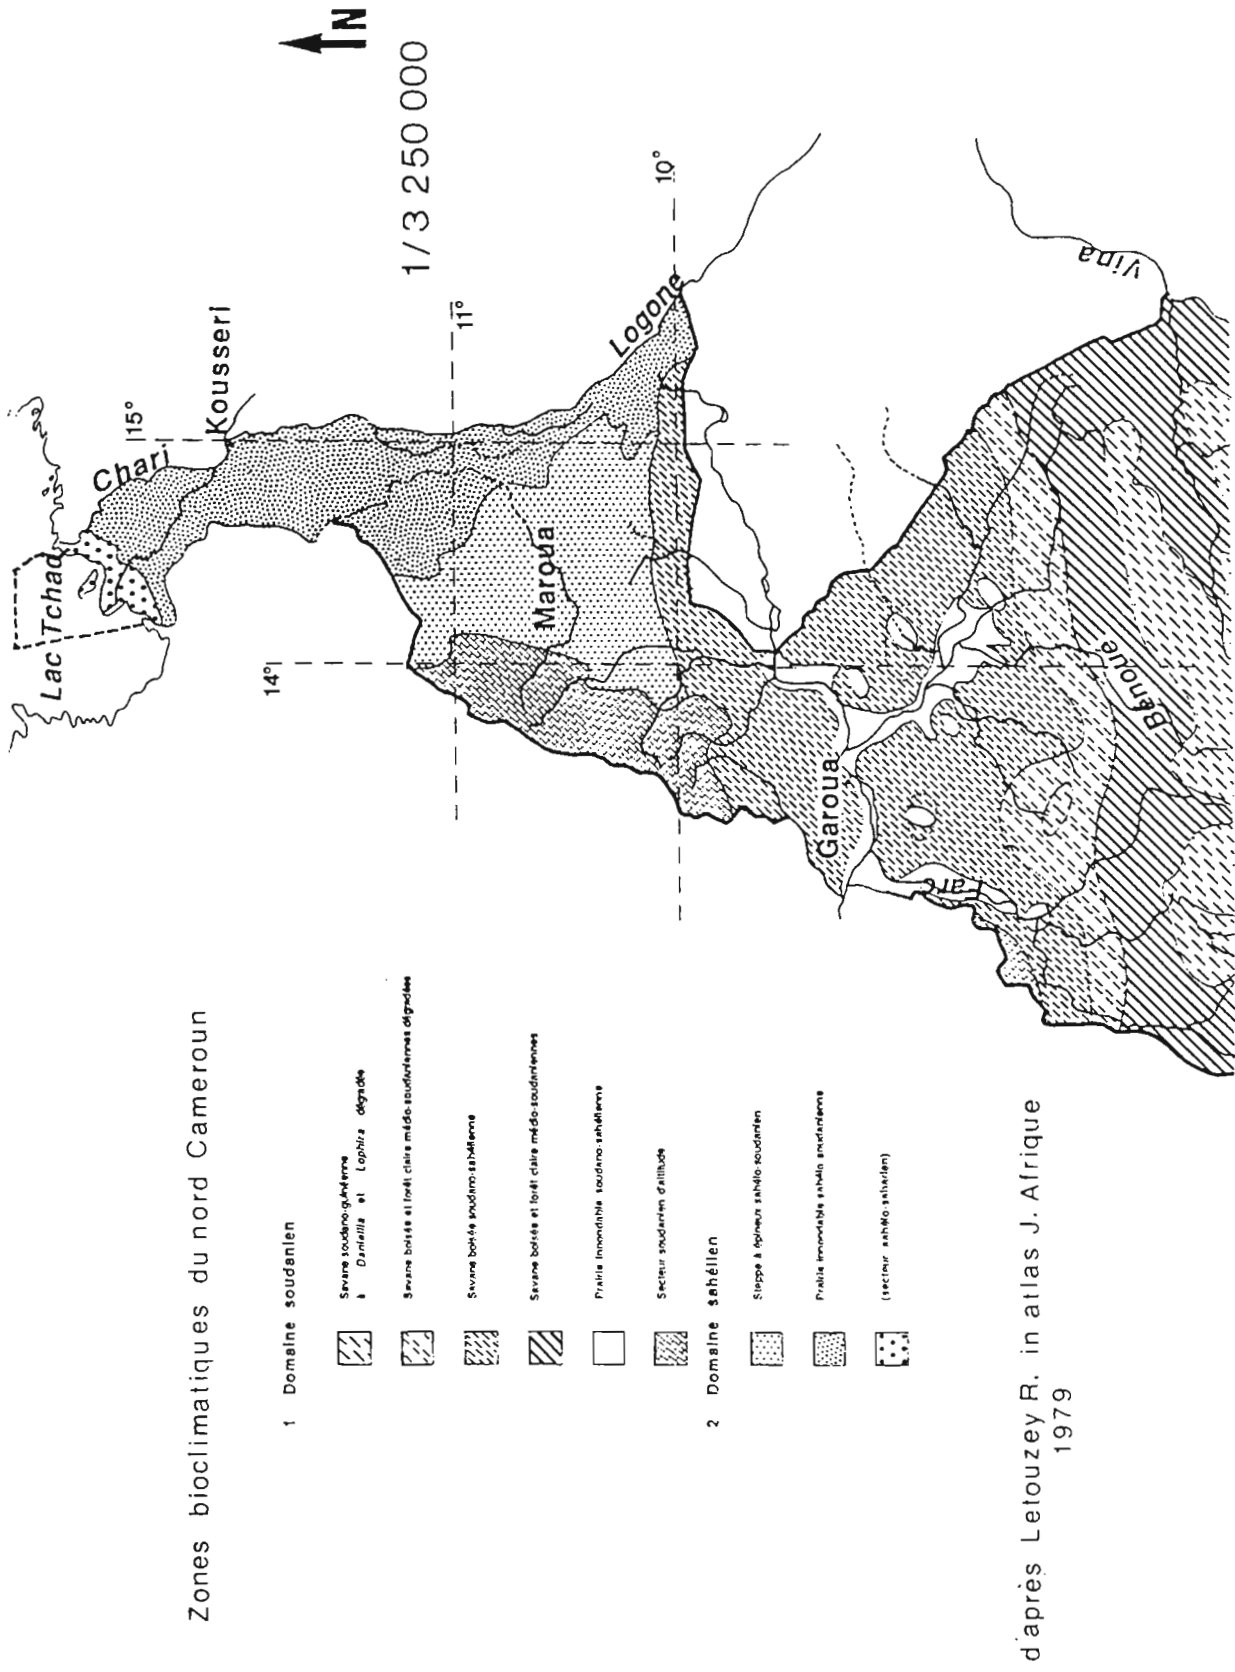 Zones bioclimatiques du nord Cameroun
1 Domaine soudanien
Savane soudano-guinéenne
à Daniellia et Lophira dégradée
Savane boisée et forêt claire médio-soudaniennes dégradées
Savane boisée soudano-sahélienne
Savane boisée et forêt claire médio-soudaniennes
Prairie innondable soudano-sahélienne
Secteur soudanien d'altitude
2 Domaine sahélien
Steppe à épineux sahélo-soudanien
Prairie innondable sahélo soudanienne
(secteur sahélo-saharien)
d'après Letouzey R. in atlas J. Afrique
1979
N
1/3 250 000
Lac Tchad
Chari
15°
Kousseri
14°
11°
Maroua
Logone
10°
Garoua
Faro
Bénoué
Vina